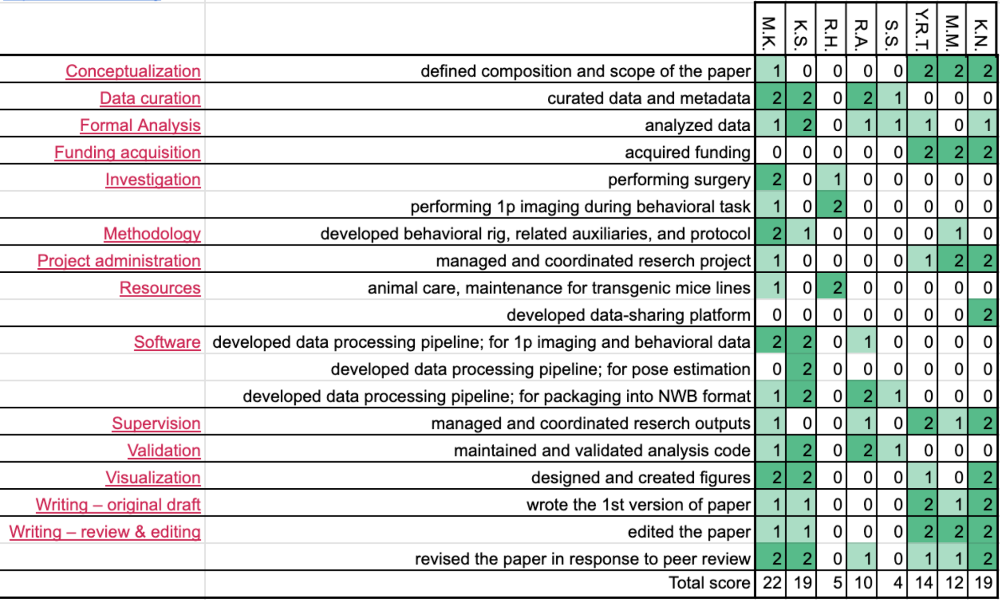 M.K. K.S. R.H. R.A. S.S. Y.R.T. M.M. K.N.
Conceptualization defined composition and scope of the paper 1 0 0 0 0 2 2 2
Data curation curated data and metadata 2 2 0 2 1 0 0 0
Formal Analysis analyzed data 1 2 0 1 1 1 0 1
Funding acquisition acquired funding 0 0 0 0 0 2 2 2
Investigation performing surgery 2 0 1 0 0 0 0 0
performing 1p imaging during behavioral task 1 0 2 0 0 0 0 0
Methodology developed behavioral rig, related auxiliaries, and protocol 2 1 0 0 0 0 1 0
Project administration managed and coordinated reserch project 1 0 0 0 0 1 2 2
Resources animal care, maintenance for transgenic mice lines 1 0 2 0 0 0 0 0
developed data-sharing platform 0 0 0 0 0 0 0 2
Software developed data processing pipeline; for 1p imaging and behavioral data 2 2 0 1 0 0 0 0
developed data processing pipeline; for pose estimation 0 2 0 0 0 0 0 0
developed data processing pipeline; for packaging into NWB format 1 2 0 2 1 0 0 0
Supervision managed and coordinated reserch outputs 1 0 0 1 0 2 1 2
Validation maintained and validated analysis code 1 2 0 2 1 0 0 0
Visualization designed and created figures 2 2 0 0 0 1 0 2
Writing – original draft wrote the 1st version of paper 1 1 0 0 0 2 1 2
Writing – review & editing edited the paper 1 1 0 0 0 2 2 2
revised the paper in response to peer review 2 2 0 1 0 1 1 2
Total score 22 19 5 10 4 14 12 19